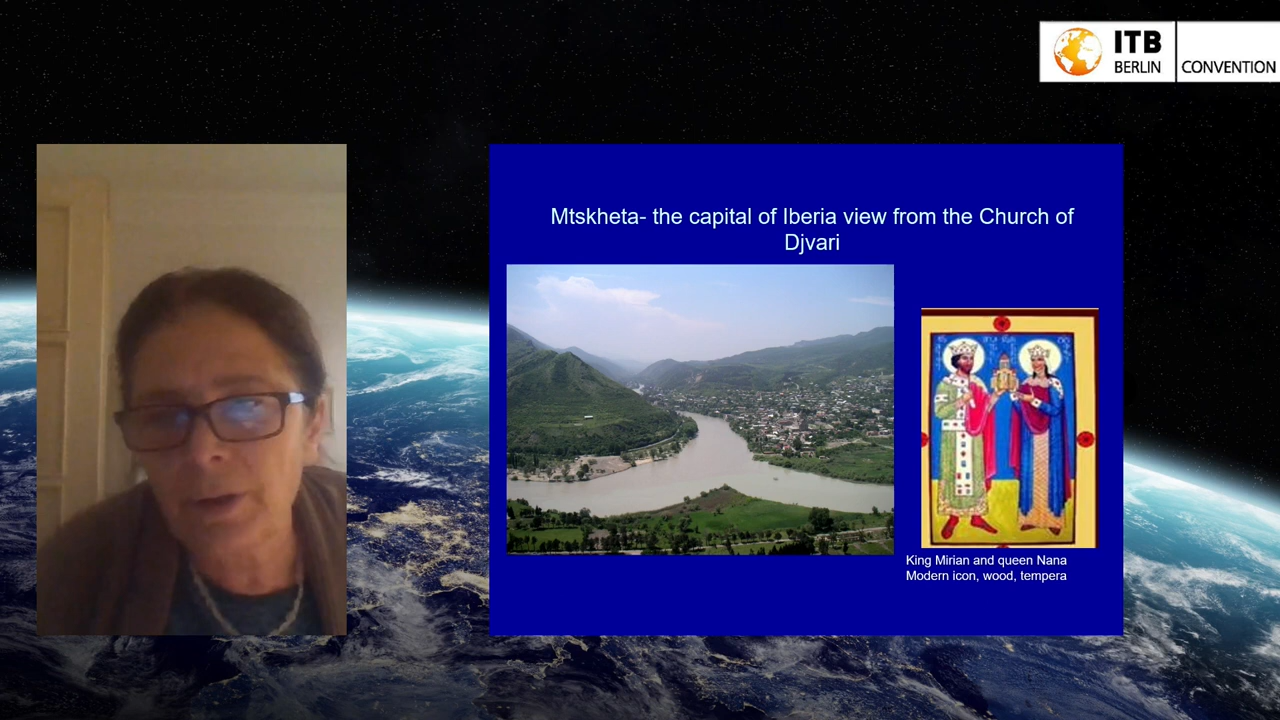 ITB
BERLIN
CONVENTION
Mtskheta- the capital of Iberia view from the Church of
Djvari
King Mirian and queen Nana
Modern icon, wood, tempera